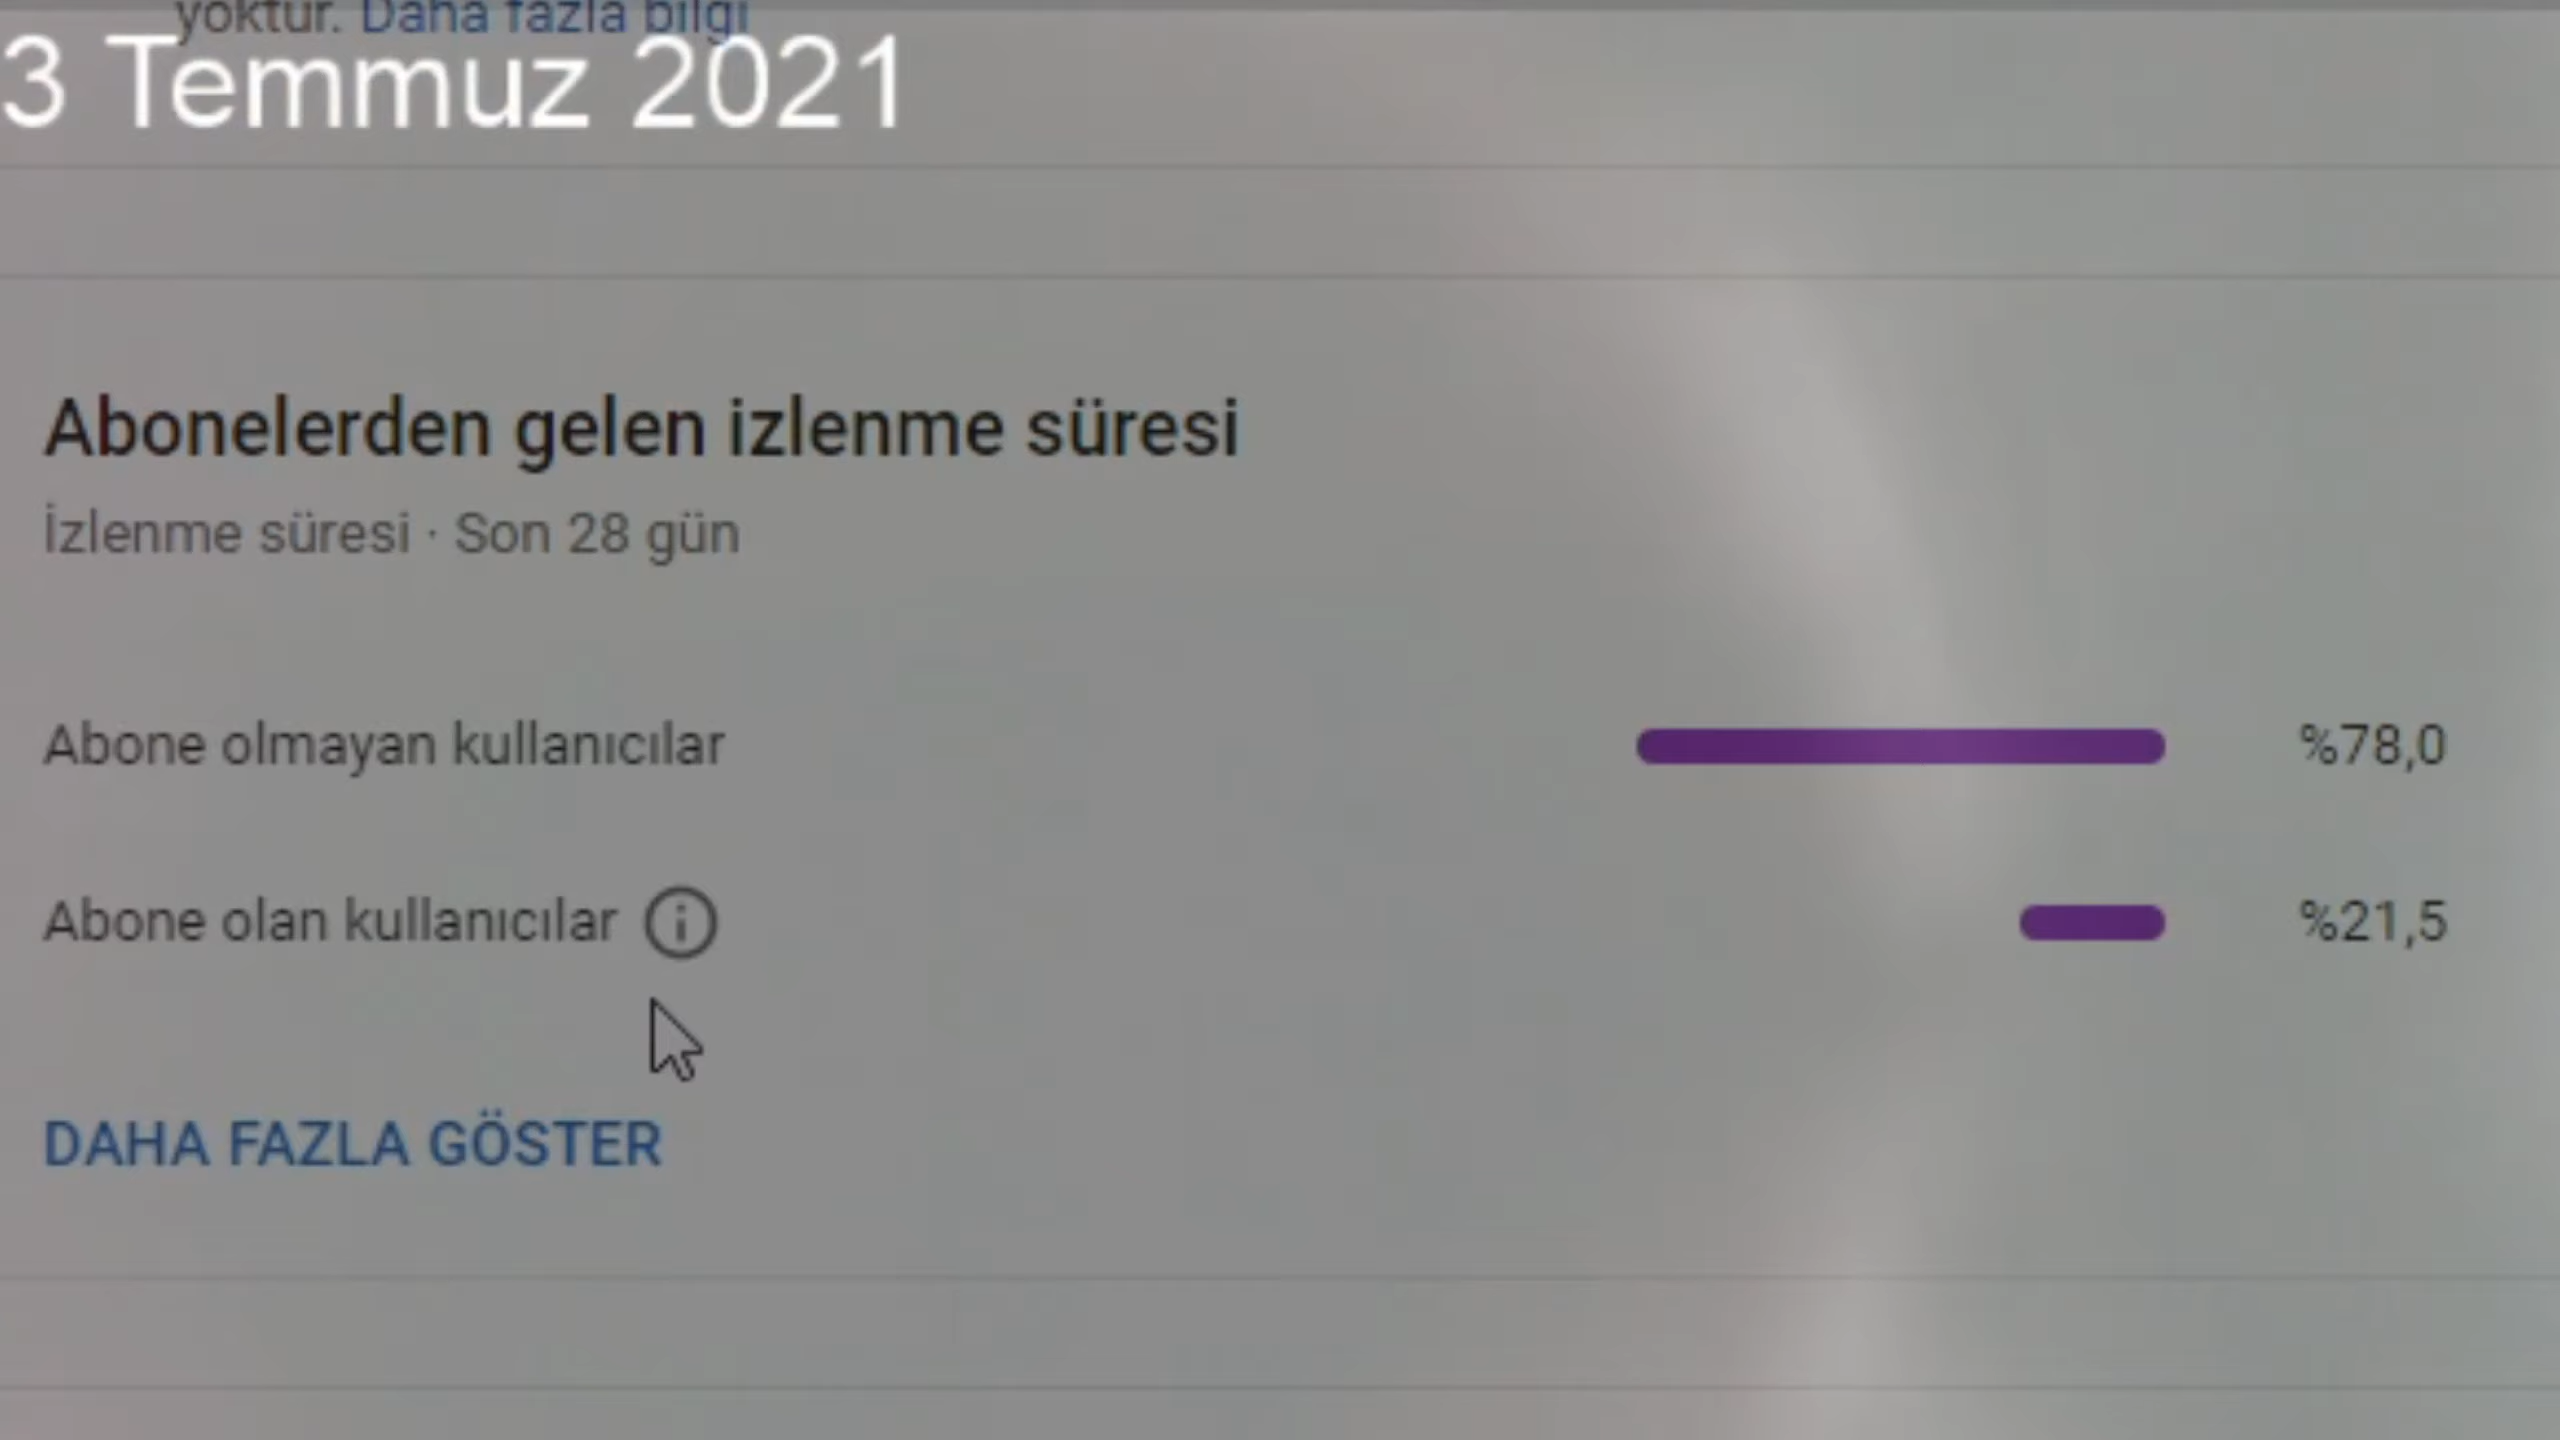 yoktur. Daha fazla bilgi
3 Temmuz 2021
Abonelerden gelen izlenme süresi
İzlenme süresi · Son 28 gün
Abone olmayan kullanıcılar %78,0
Abone olan kullanıcılar %21,5
DAHA FAZLA GÖSTER